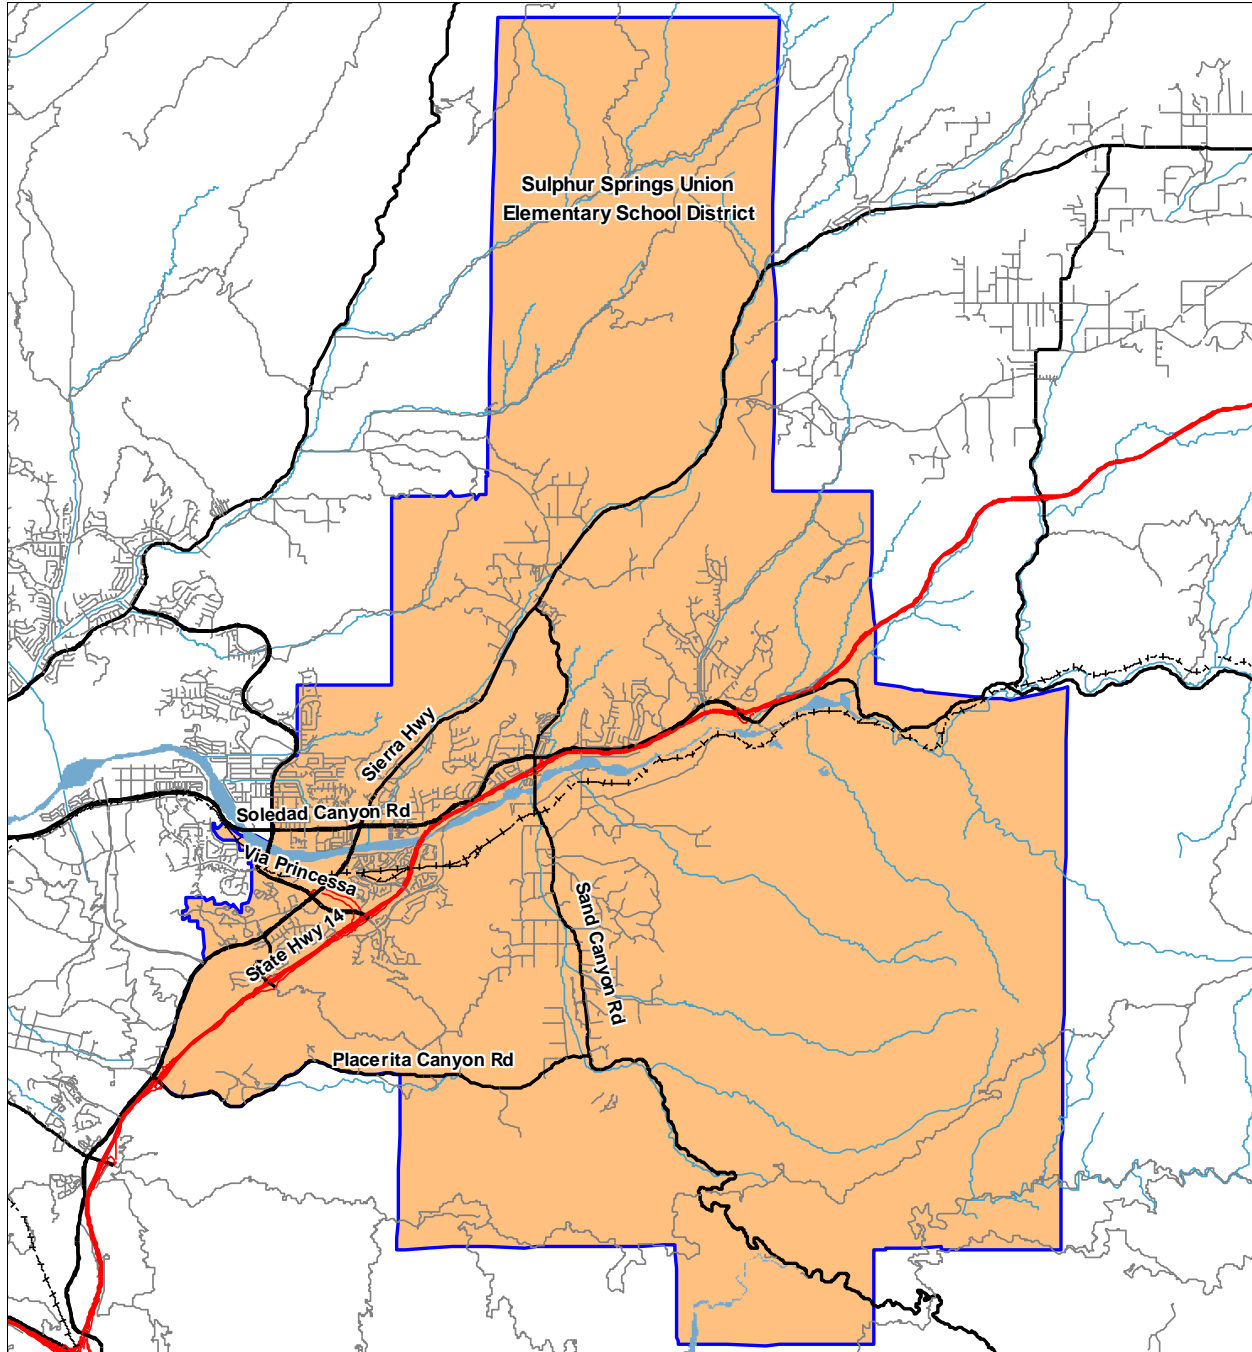 Sulphur Springs Union
Elementary School District
Sierra Hwy
Soledad Canyon Rd
Via Princessa
State Hwy 14
Sand Canyon Rd
Placerita Canyon Rd